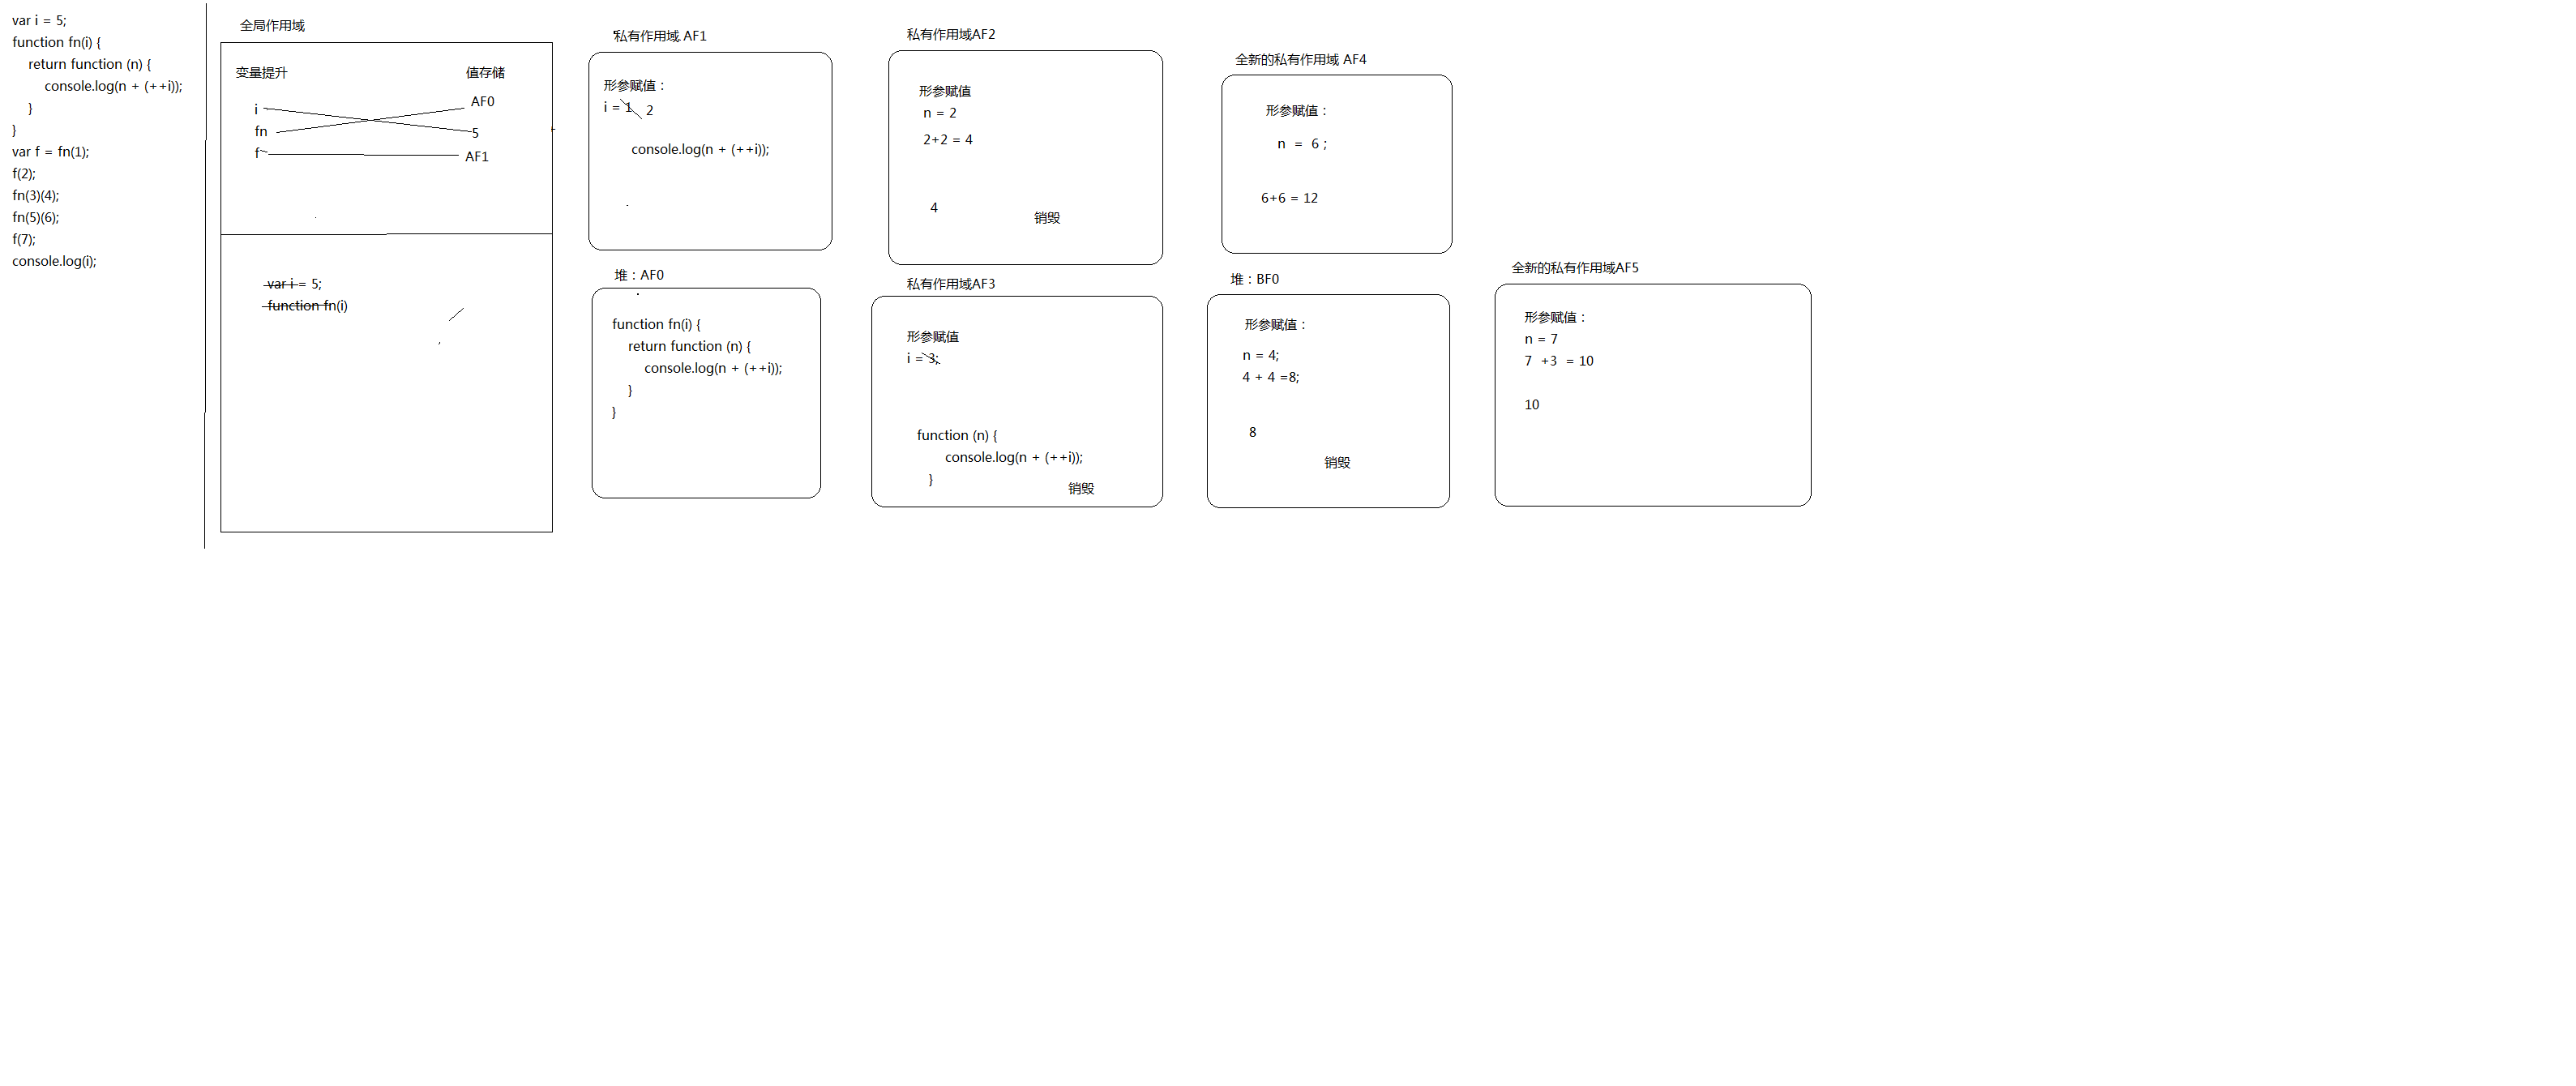 var i = 5;
function fn(i) {
return function (n) {
console.log(n + (++i));
}
}
var f = fn(1);
f(2);
fn(3)(4);
fn(5)(6);
f(7);
console.log(i);
全局作用域
变量提升
值存储
i
fn
f
AF0
5
AF1
var i = 5;
function fn(i)
私有作用域 AF1
形参赋值：
i = 1
2
console.log(n + (++i));
堆：AF0
function fn(i) {
return function (n) {
console.log(n + (++i));
}
}
私有作用域AF2
形参赋值
n = 2
2+2 = 4
4
销毁
私有作用域AF3
形参赋值
i = 3;
function (n) {
console.log(n + (++i));
}
销毁
全新的私有作用域 AF4
形参赋值：
n = 6 ;
6+6 = 12
堆：BF0
形参赋值：
n = 4;
4 + 4 =8;
8
销毁
全新的私有作用域AF5
形参赋值：
n = 7
7 +3 = 10
10